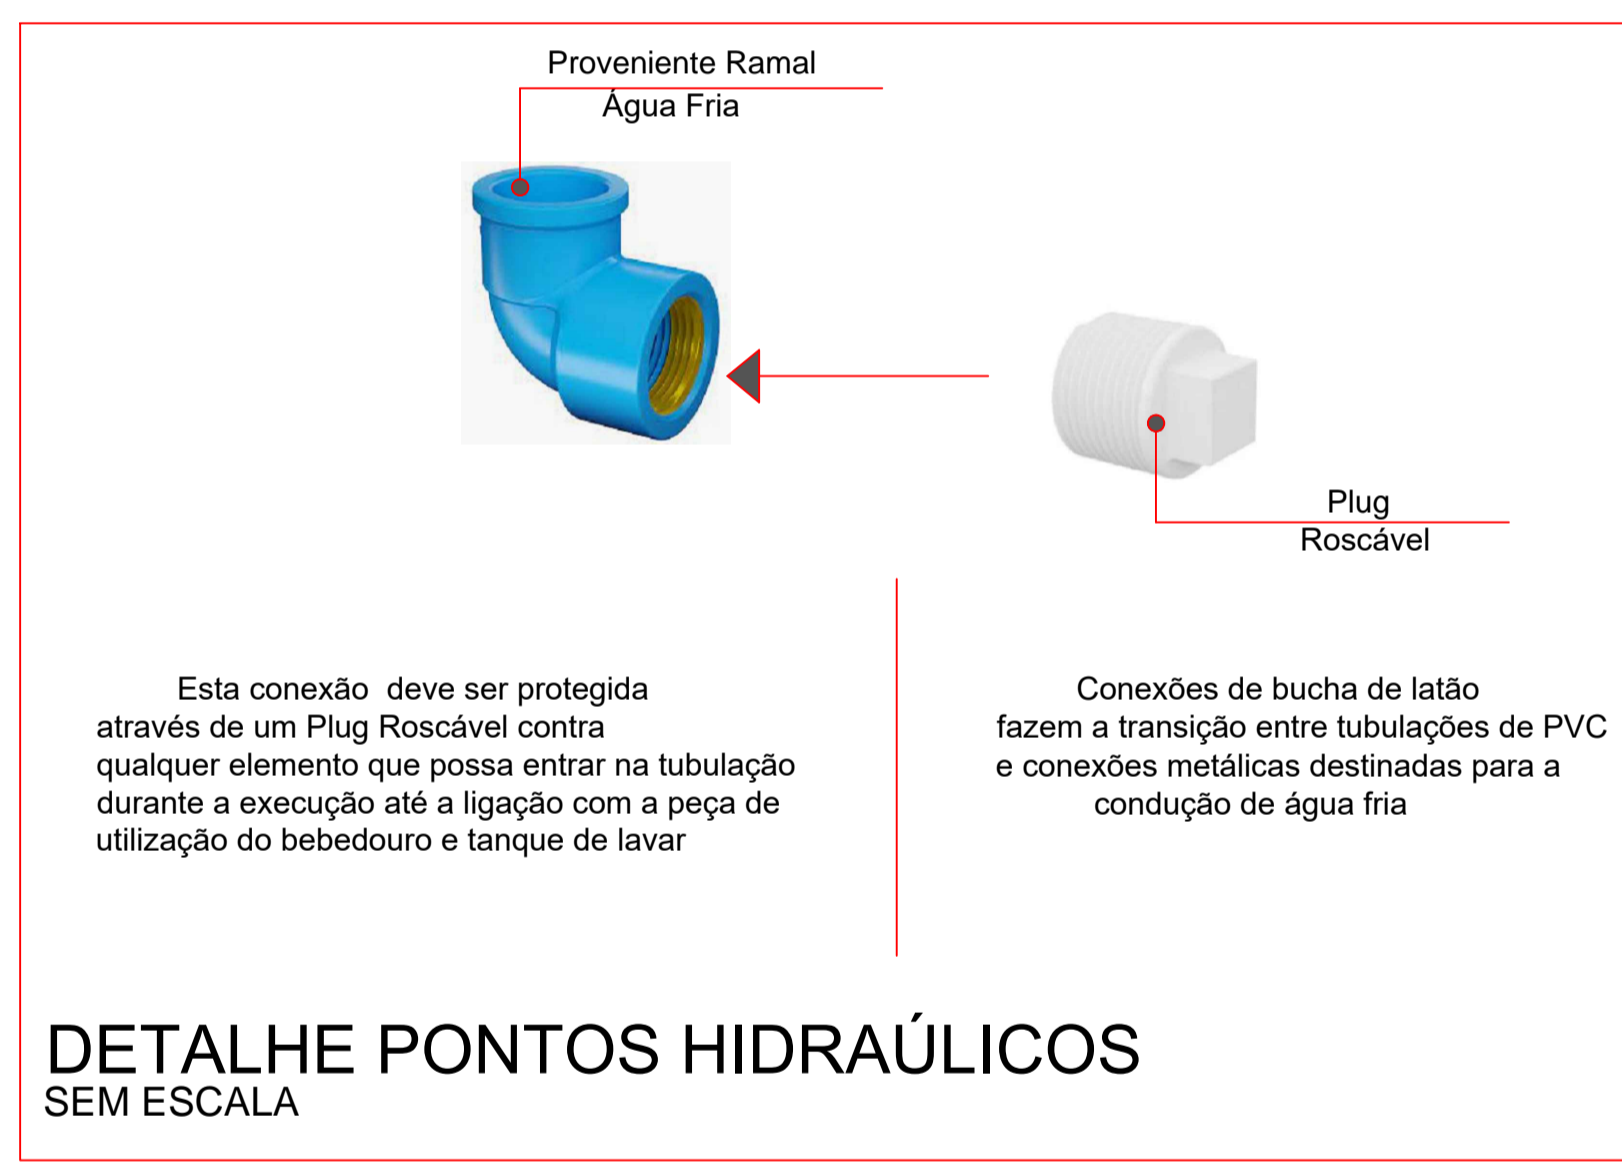 Proveniente Ramal
Água Fria
Plug
Roscável
Esta conexão deve ser protegida
através de um Plug Roscável contra
qualquer elemento que possa entrar na tubulação
durante a execução até a ligação com a peça de
utilização do bebedouro e tanque de lavar
Conexões de bucha de latão
fazem a transição entre tubulações de PVC
e conexões metálicas destinadas para a
condução de água fria
DETALHE PONTOS HIDRAÚLICOS
SEM ESCALA